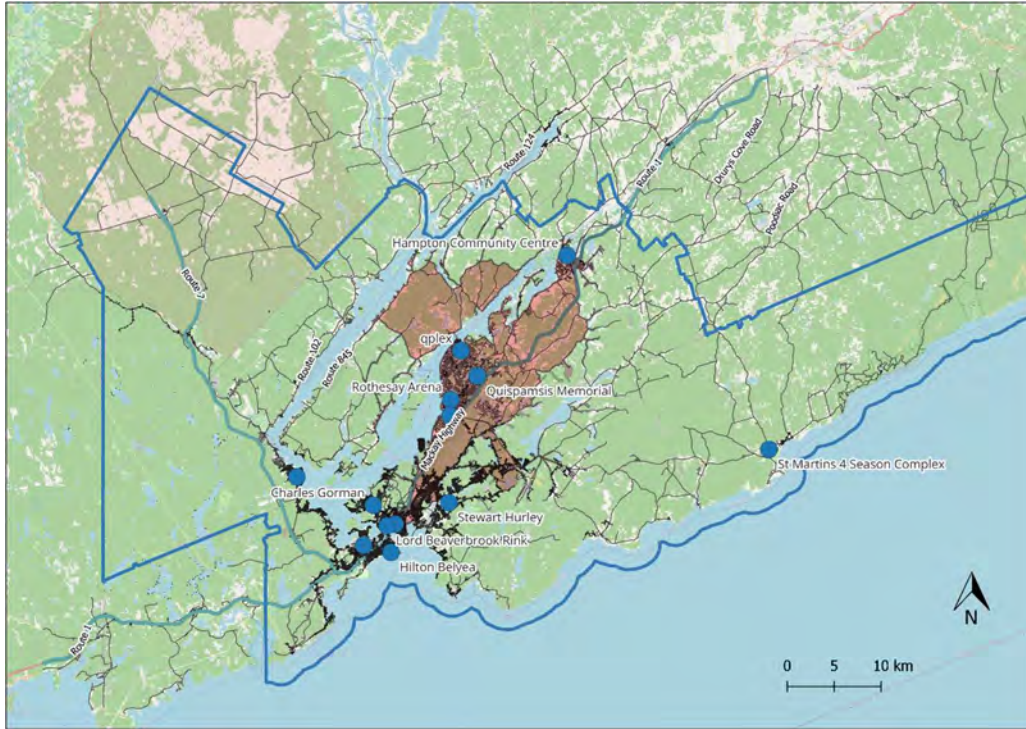 Route 124
Route 1
Drurys Cove Road
Poodiac Road
Hampton Community Centre
Route 7
Route 102
Route 845
qplex
Rothesay Arena
Quispamsis Memorial
Mackay Highway
St Martins 4 Season Complex
Charles Gorman
Stewart Hurley
Lord Beaverbrook Rink
Hilton Belyea
Route 1
N
0 5 10 km